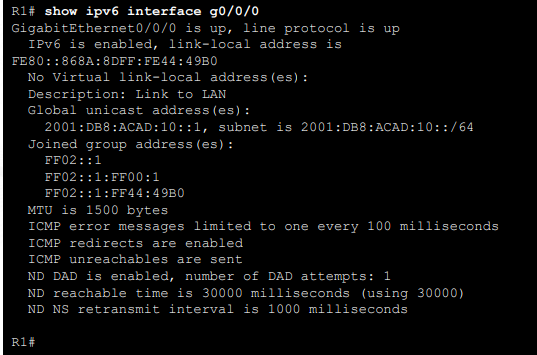 R1# show ipv6 interface g0/0/0
GigabitEthernet0/0/0 is up, line protocol is up
IPv6 is enabled, link-local address is
FE80::868A:8DFF:FE44:49B0
No Virtual link-local address(es):
Description: Link to LAN
Global unicast address(es):
2001:DB8:ACAD:10::1, subnet is 2001:DB8:ACAD:10::/64
Joined group address(es):
FF02::1
FF02::1:FF00:1
FF02::1:FF44:49B0
MTU is 1500 bytes
ICMP error messages limited to one every 100 milliseconds
ICMP redirects are enabled
ICMP unreachables are sent
ND DAD is enabled, number of DAD attempts: 1
ND reachable time is 30000 milliseconds (using 30000)
ND NS retransmit interval is 1000 milliseconds
R1#